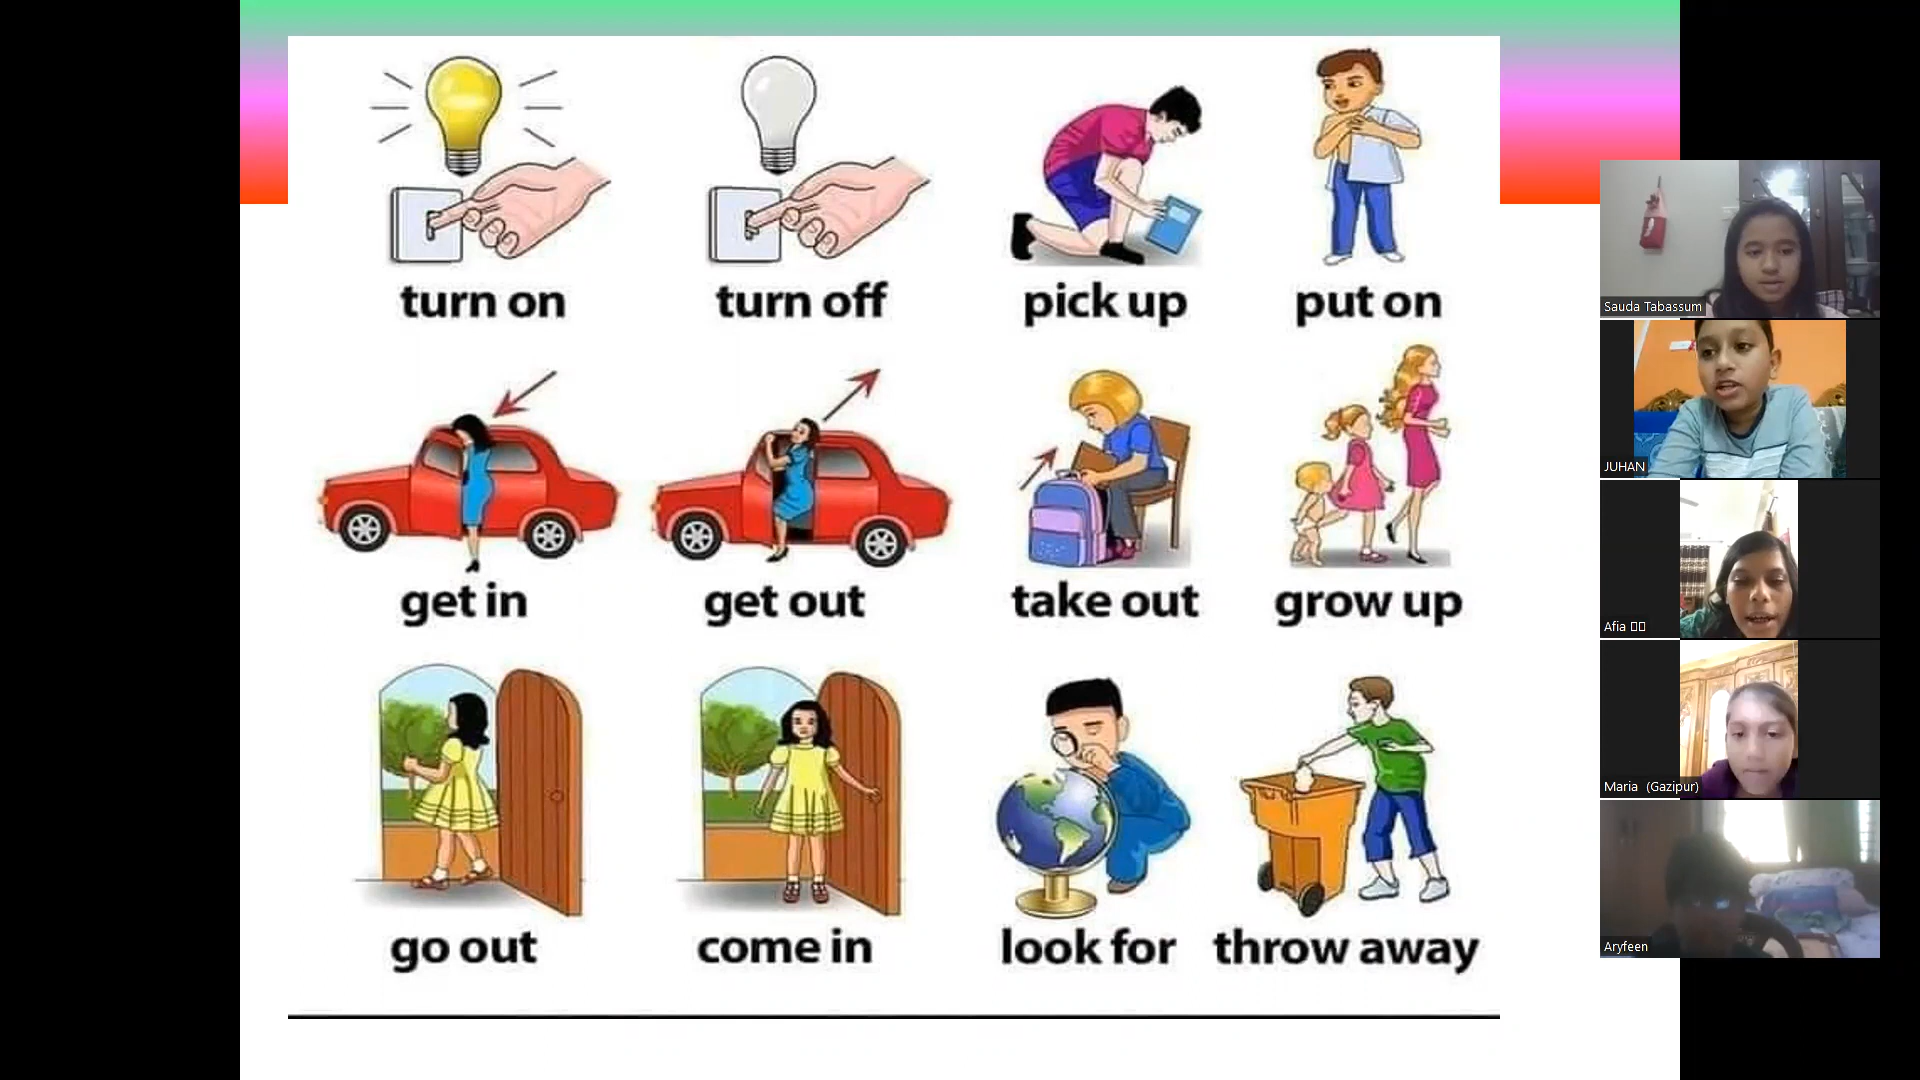 turn on
turn off
pick up
put on
get in
get out
take out
grow up
go out
come in
look for
throw away
Sauda Tabassum
JUHAN
Afia
Maria (Gazipur)
Aryfeen